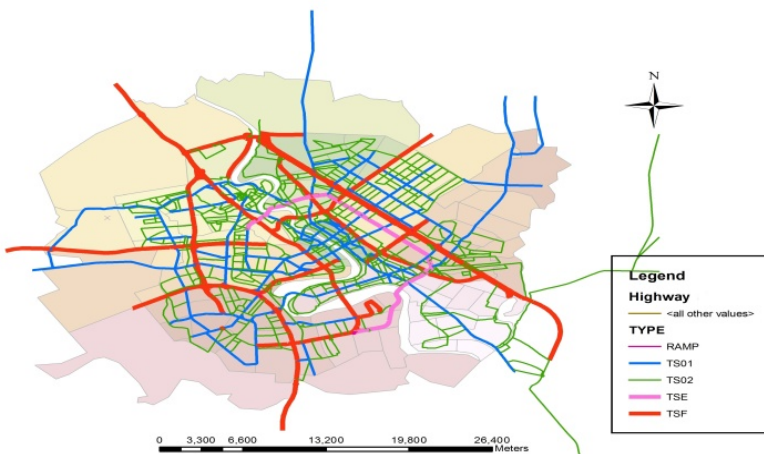 N
Legend
Highway
<all other values>
TYPE
RAMP
TS01
TS02
TSE
TSF
0 3,300 6,600 13,200 19,800 26,400
Meters